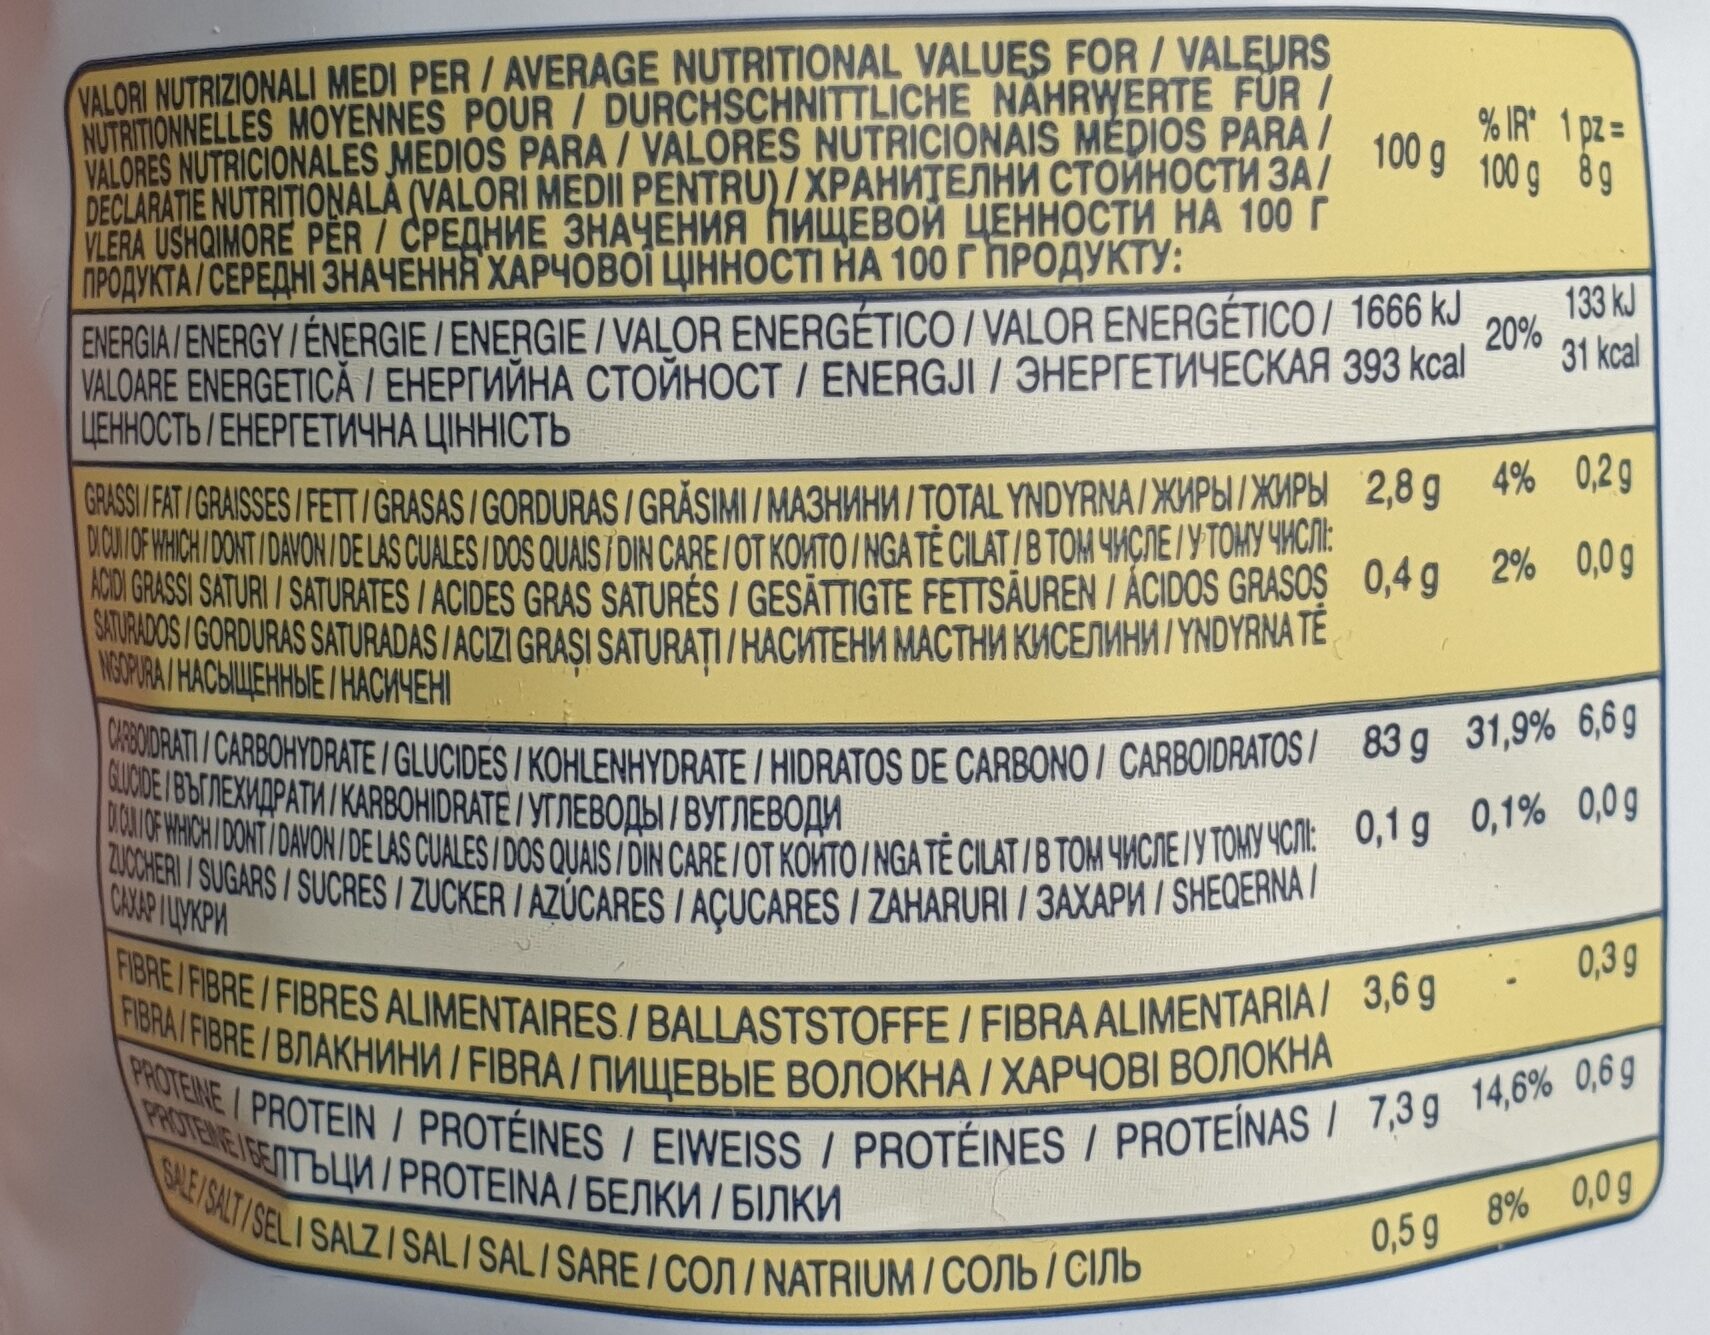 VALORI NUTRIZIONALI MEDI PER / AVERAGE NUTRITIONAL VALUES FOR / VALEURS
NUTRITIONNELLES MOYENNES POUR / DURCHSCHNITTLICHE NÄHRWERTE FÜR /
VALORES NUTRICIONALES MEDIOS PARA / VALORES NUTRICIONAIS MÉDIOS PARA /
DECLARATIE NUTRITIONALĂ (VALORI MEDII PENTRU) / ХРАНИТЕЛНИ СТОЙНОСТИ ЗА /
VLERA USHQIMORE PËR / СРЕДНИЕ ЗНАЧЕНИЯ ПИЩЕВОЙ ЦЕННОСТИ НА 100 Г
ПРОДУКТА / СЕРЕДНІ ЗНАЧЕННЯ ХАРЧОВОЇ ЦІННОСТІ НА 100 Г ПРОДУКТУ:
100 g
% IR* 100 g
1 pz = 8 g
ENERGIA / ENERGY / ÉNERGIE / ENERGIE / VALOR ENERGÉTICO / VALOR ENERGÉTICO / 1666 kJ 20% 133 kJ
VALOARE ENERGETICĂ / ЕНЕРГИЙНА СТОЙНОСТ / ENERGJI / ЭНЕРГЕТИЧЕСКАЯ 393 kcal 31 kcal
ЦЕННОСТЬ / ЕНЕРГЕТИЧНА ЦІННІСТЬ
GRASSI / FAT / GRAISSES / FETT / GRASAS / GORDURAS / GRĂSIMI / МАЗНИНИ / TOTAL YNDYRNA / ЖИРЫ / ЖИРЫ 2,8 g 4% 0,2 g
DI CUI / OF WHICH / DONT / DAVON / DE LAS CUALES / DOS QUAIS / DIN CARE / ОТ КОИТО / NGA TË CILAT / В ТОМ ЧИСЛЕ / У ТОМУ ЧИСЛІ:
ACIDI GRASSI SATURI / SATURATES / ACIDES GRAS SATURÉS / GESÄTTIGTE FETTSÄUREN / ÁCIDOS GRASOS 0,4 g 2% 0,0 g
SATURADOS / GORDURAS SATURADAS / ACIZI GRAȘI SATURAȚI / НАСИТЕНИ МАСТНИ КИСЕЛИНИ / YNDYRNA TË
NGOPURA / НАСЫЩЕННЫЕ / НАСИЧЕНІ
CARBOIDRATI / CARBOHYDRATE / GLUCIDES / KOHLENHYDRATE / HIDRATOS DE CARBONO / CARBOIDRATOS / 83 g 31,9% 6,6 g
GLUCIDE / ВЪГЛЕХИДРАТИ / KARBOHIDRATE / УГЛЕВОДЫ / ВУГЛЕВОДИ
DI CUI / OF WHICH / DONT / DAVON / DE LAS CUALES / DOS QUAIS / DIN CARE / ОТ КОИТО / NGA TË CILAT / В ТОМ ЧИСЛЕ / У ТОМУ ЧСЛІ: 0,1 g 0,1% 0,0 g
ZUCCHERI / SUGARS / SUCRES / ZUCKER / AZÚCARES / AÇUCARES / ZAHARURI / ЗАХАРИ / SHEQERNA /
САХАР / ЦУКРИ
FIBRE / FIBRE / FIBRES ALIMENTAIRES / BALLASTSTOFFE / FIBRA ALIMENTARIA / 3,6 g - 0,3 g
FIBRA / FIBRE / ВЛАКНИНИ / FIBRA / ПИЩЕВЫЕ ВОЛОКНА / ХАРЧОВІ ВОЛОКНА
PROTEINE / PROTEIN / PROTÉINES / EIWEISS / PROTÉINES / PROTEÍNAS / 7,3 g 14,6% 0,6 g
PROTEINE / БЕЛТЪЦИ / PROTEINA / БЕЛКИ / БІЛКИ
SALE / SALT / SEL / SALZ / SAL / SAL / SARE / СОЛ / NATRIUM / СОЛЬ / СІЛЬ 0,5 g 8% 0,0 g